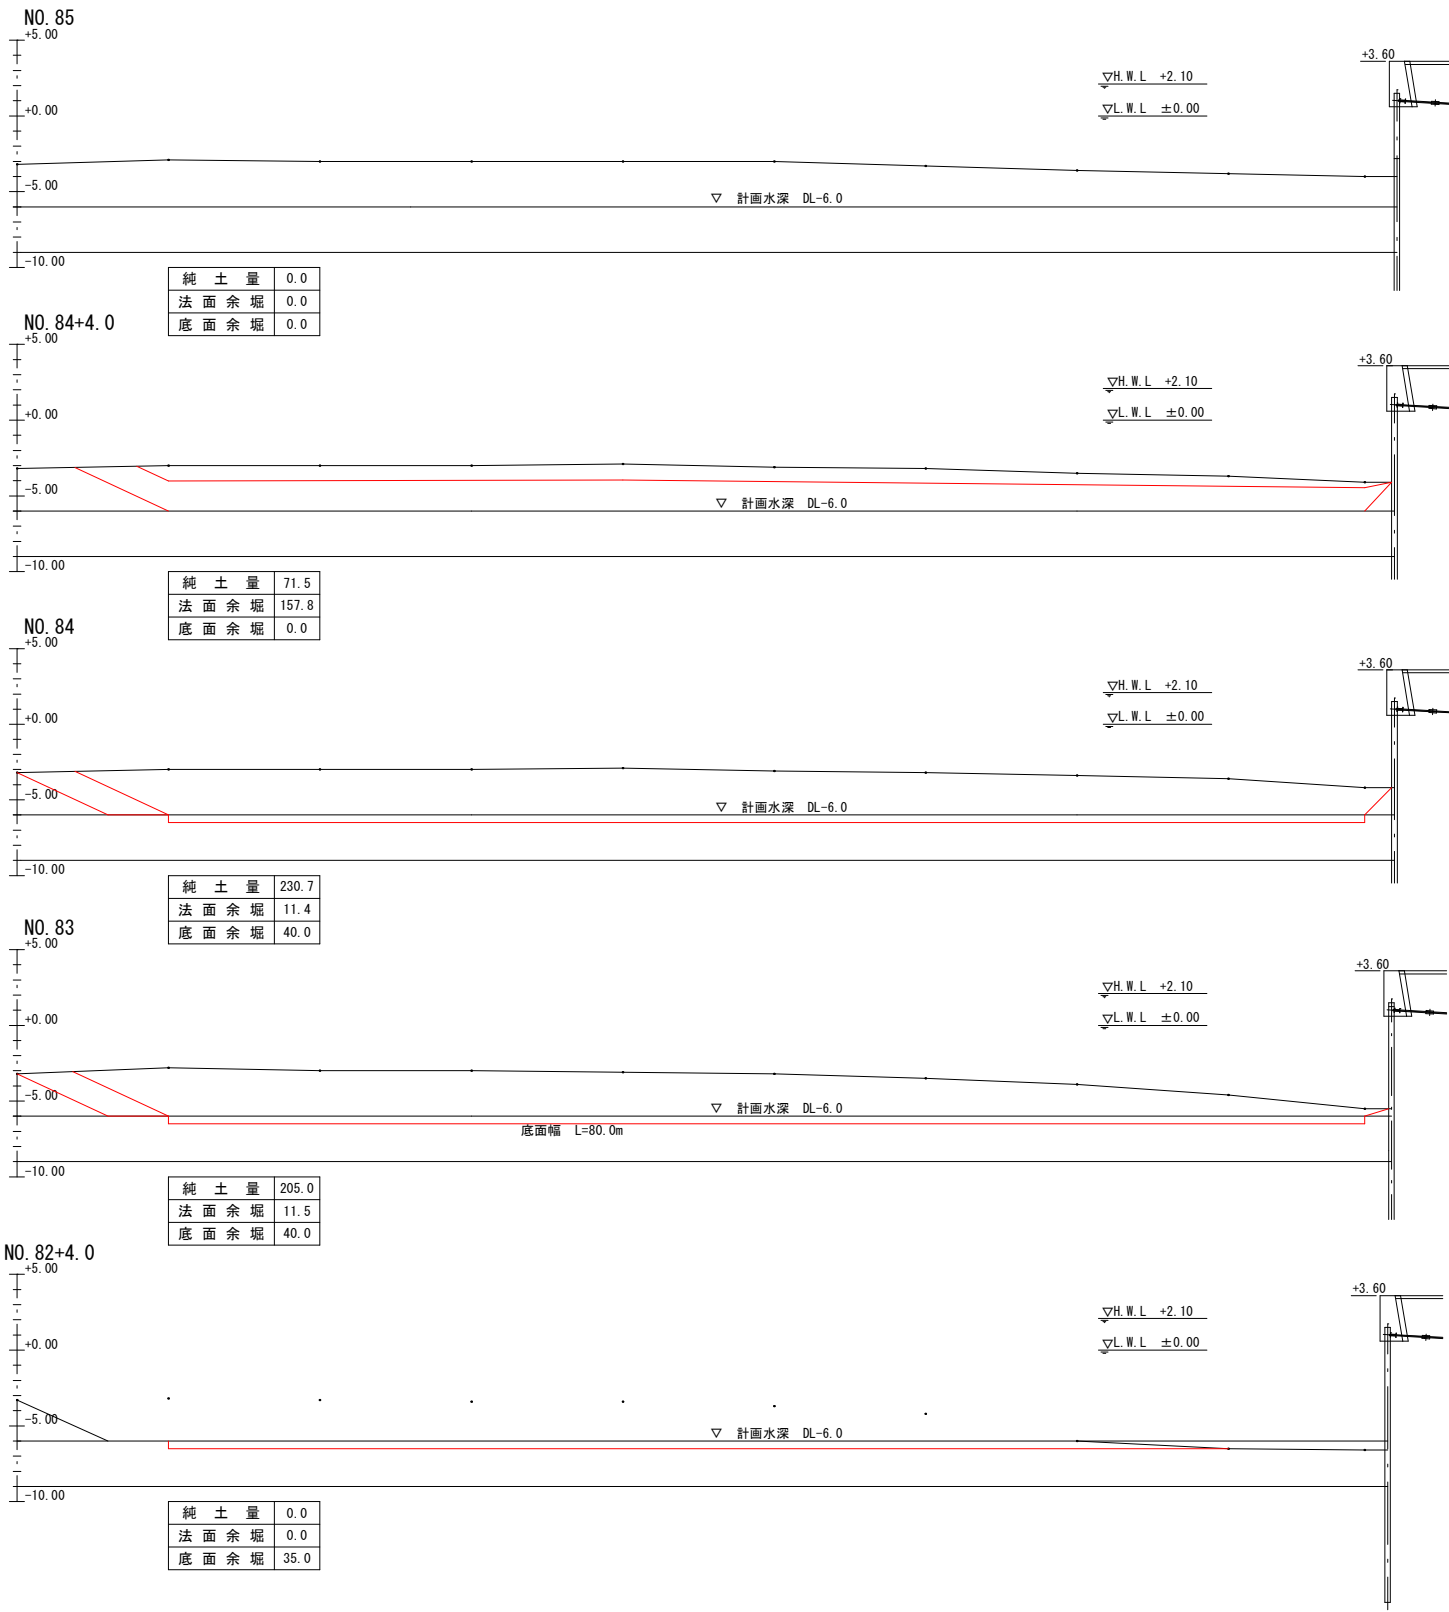 NO. 85
+5.00
+3.60
▽H.W.L +2.10
+0.00
▽L.W.L ±0.00
-5.00
▽ 計画水深 DL-6.0
-10.00
純土量 0.0
法面余堀 0.0
底面余堀 0.0
NO. 84+4.0
+5.00
+3.60
▽H.W.L +2.10
+0.00
▽L.W.L ±0.00
-5.00
▽ 計画水深 DL-6.0
-10.00
純土量 71.5
法面余堀 157.8
底面余堀 0.0
NO. 84
+5.00
+3.60
▽H.W.L +2.10
+0.00
▽L.W.L ±0.00
-5.00
▽ 計画水深 DL-6.0
-10.00
純土量 230.7
法面余堀 11.4
底面余堀 40.0
NO. 83
+5.00
+3.60
▽H.W.L +2.10
+0.00
▽L.W.L ±0.00
-5.00
▽ 計画水深 DL-6.0
底面幅 L=80.0m
-10.00
純土量 205.0
法面余堀 11.5
底面余堀 40.0
NO. 82+4.0
+5.00
+3.60
▽H.W.L +2.10
+0.00
▽L.W.L ±0.00
-5.00
▽ 計画水深 DL-6.0
-10.00
純土量 0.0
法面余堀 0.0
底面余堀 35.0